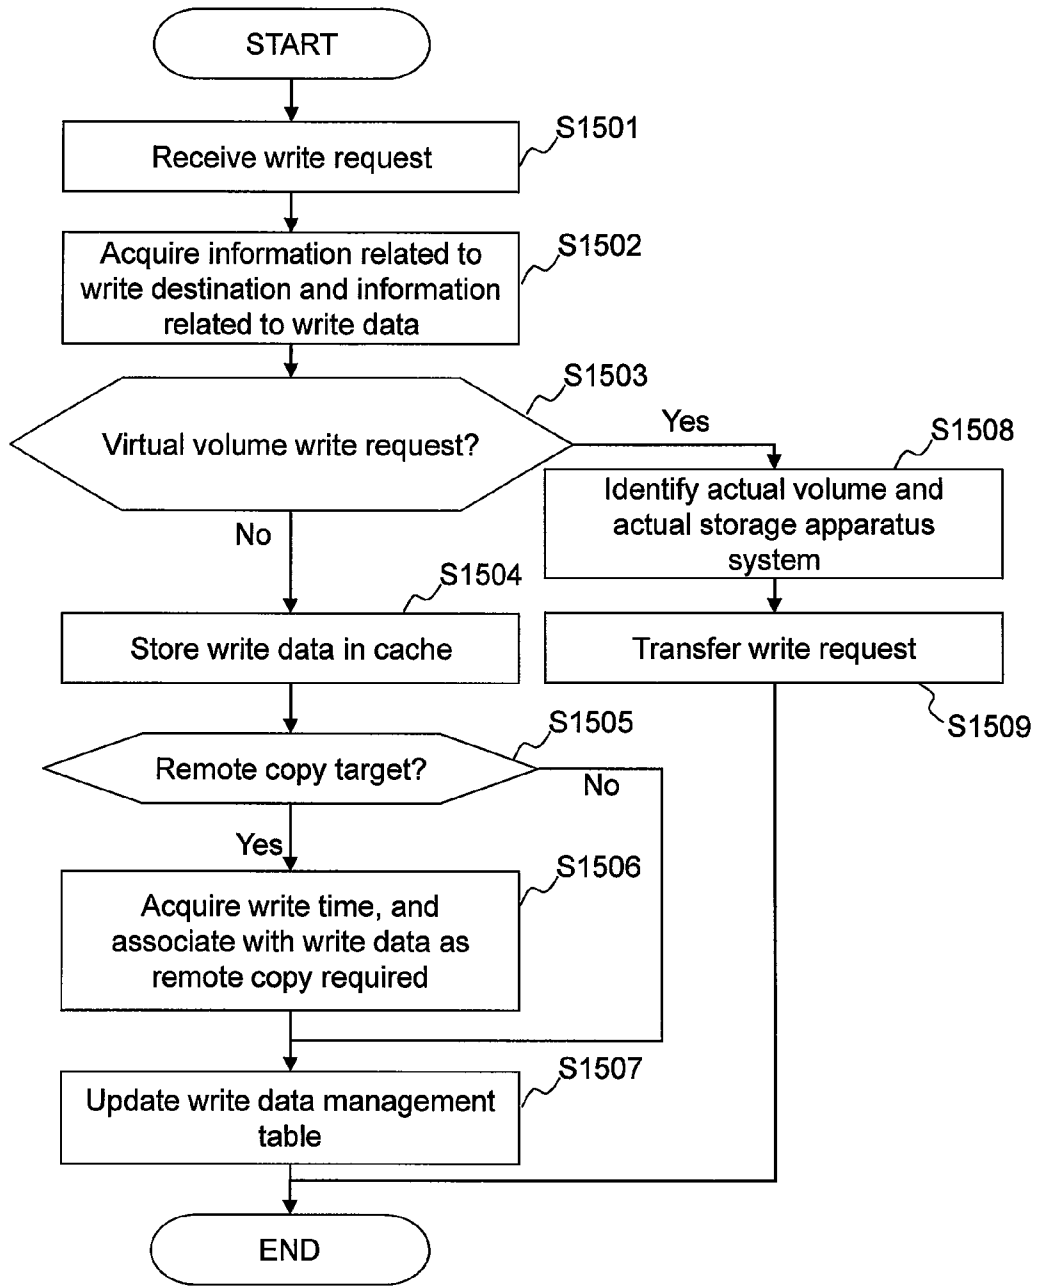 START
S1501
Receive write request
S1502
Acquire information related to
write destination and information
related to write data
S1503
Virtual volume write request?
Yes
No
S1508
Identify actual volume and
actual storage apparatus
system
S1504
Store write data in cache
Transfer write request
S1509
S1505
Remote copy target?
No
Yes
S1506
Acquire write time, and
associate with write data as
remote copy required
S1507
Update write data management
table
END